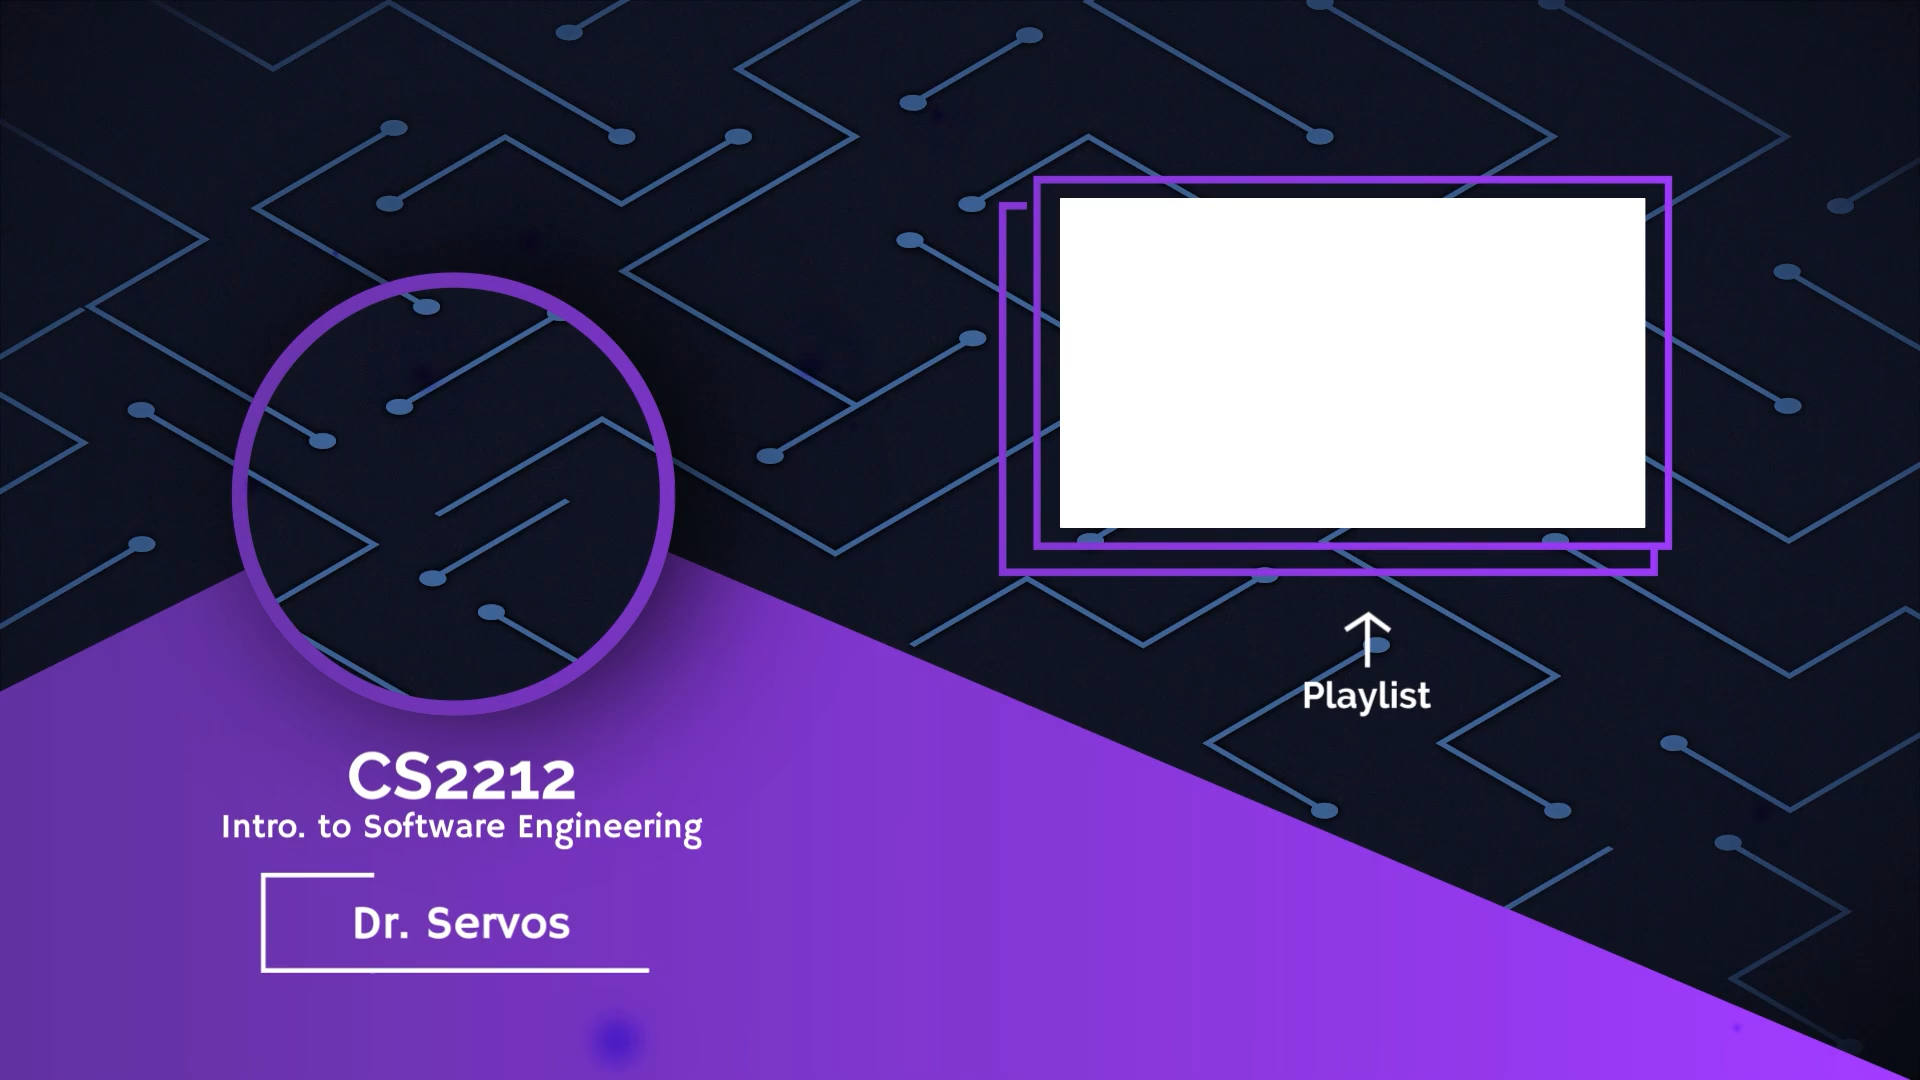 CS2212
Intro. to Software Engineering
Dr. Servos
Playlist